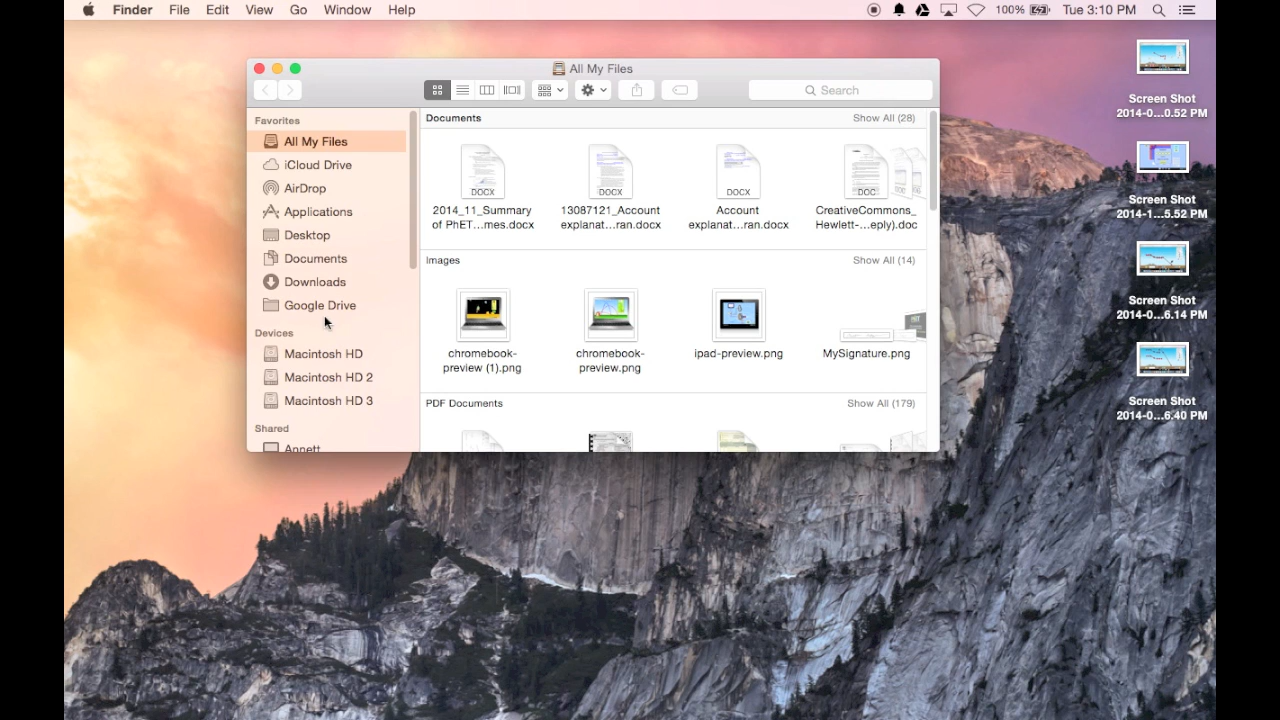 Finder File Edit View Go Window Help 100% Tue 3:10 PM
All My Files
Search
Favorites
All My Files
iCloud Drive
AirDrop
Applications
Desktop
Documents
Downloads
Google Drive
Devices
Macintosh HD
Macintosh HD 2
Macintosh HD 3
Shared
Annett
Documents Show All (28)
DOCX DOCX DOCX DOC
2014_11_Summary
of PhET...mes.docx
13087121_Account
explanat...ran.docx
Account
explanat...ran.docx
CreativeCommons_
Hewlett-...eply).doc
Images Show All (14)
chromebook-
preview (1).png
chromebook-
preview.png
ipad-preview.png
MySignature.png
PDF Documents Show All (179)
Screen Shot
2014-0...0.52 PM
Screen Shot
2014-1...5.52 PM
Screen Shot
2014-0...6.14 PM
Screen Shot
2014-0...6.40 PM